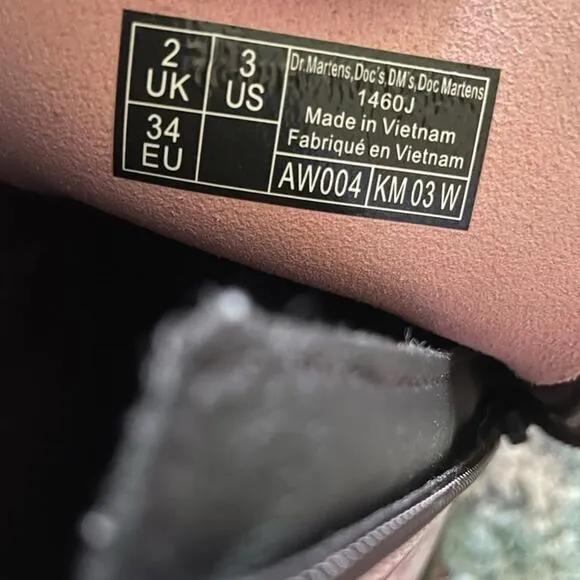 2 UK
3 US
34 EU
Dr.Martens,Doc's,DM's,Doc Martens
1460J
Made in Vietnam
Fabriqué en Vietnam
AW004
KM 03 W